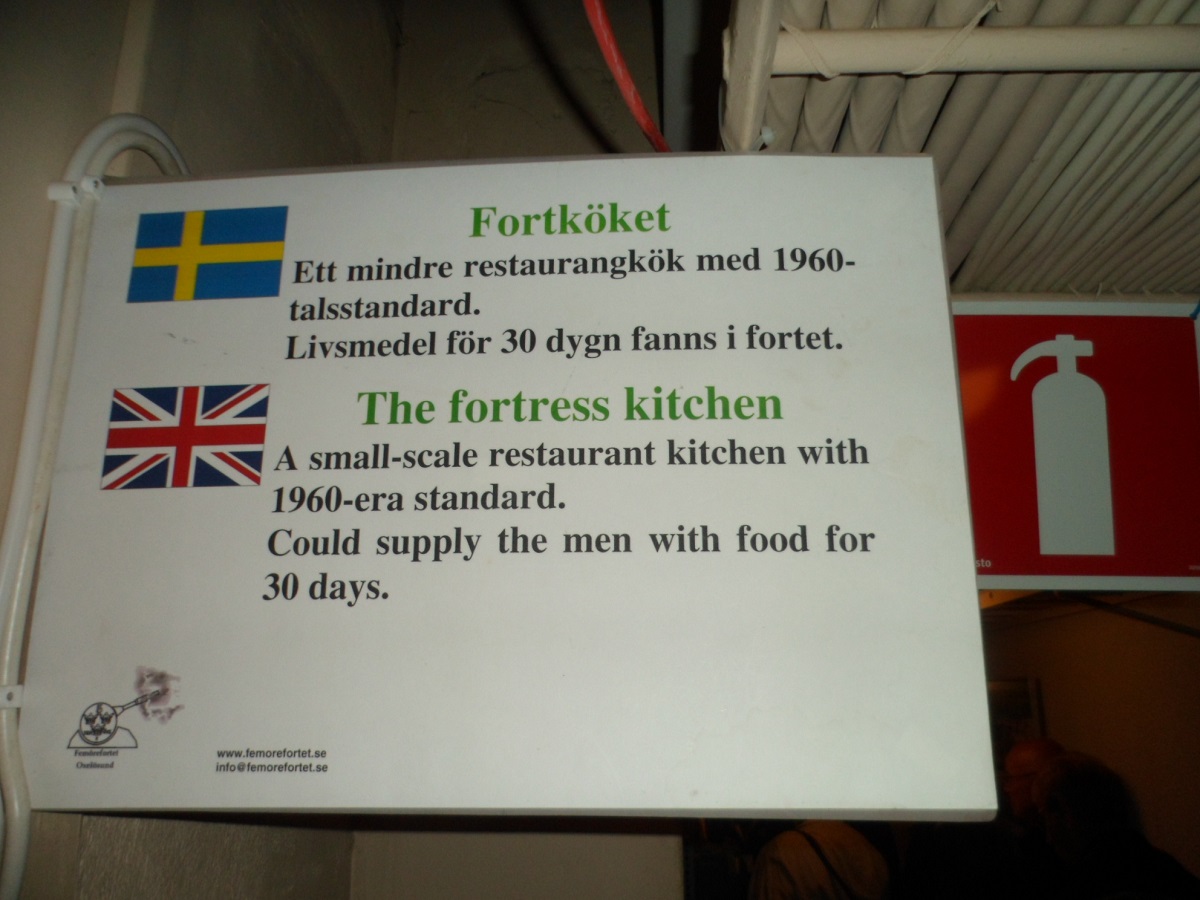 Fortköket
Ett mindre restaurangkök med 1960-
talsstandard.
Livsmedel för 30 dygn fanns i fortet.
The fortress kitchen
A small-scale restaurant kitchen with
1960-era standard.
Could supply the men with food for
30 days.
Femörefortet
Oxelösund
www.femorefortet.se
info@femorefortet.se